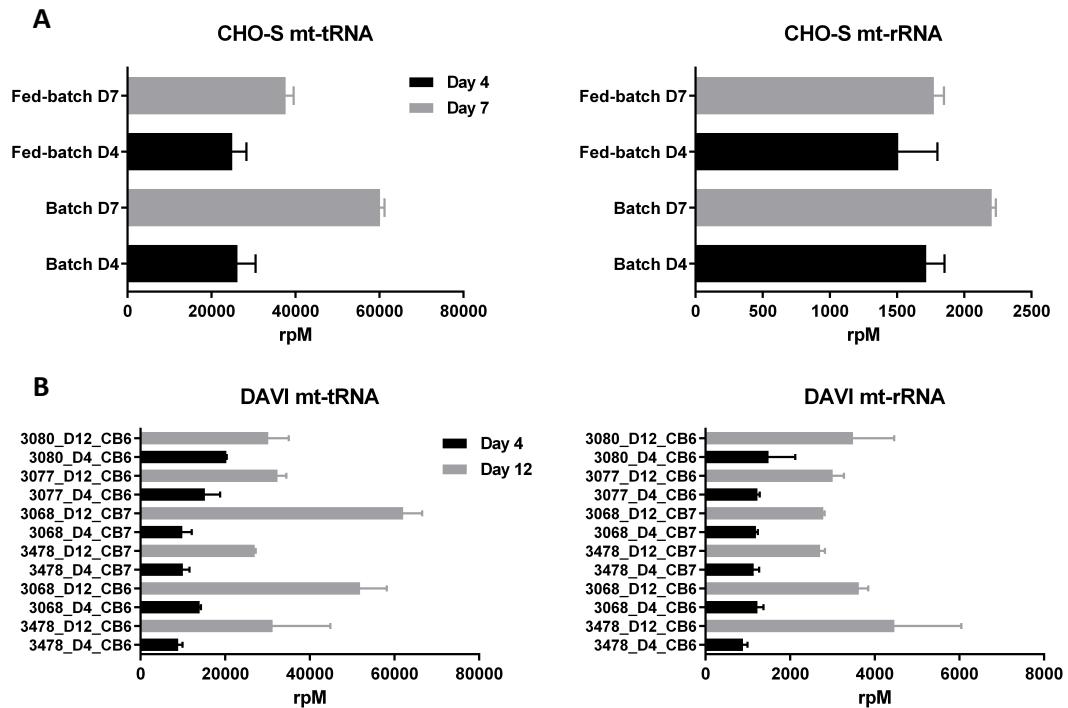 A
CHO-S mt-tRNA
Fed-batch D7
Fed-batch D4
Batch D7
Batch D4
Day 4
Day 7
0 20000 40000 60000 80000
rpM
CHO-S mt-rRNA
Fed-batch D7
Fed-batch D4
Batch D7
Batch D4
0 500 1000 1500 2000 2500
rpM
B
DAVI mt-tRNA
3080_D12_CB6
3080_D4_CB6
3077_D12_CB6
3077_D4_CB6
3068_D12_CB7
3068_D4_CB7
3478_D12_CB7
3478_D4_CB7
3068_D12_CB6
3068_D4_CB6
3478_D12_CB6
3478_D4_CB6
Day 4
Day 12
0 20000 40000 60000 80000
rpM
DAVI mt-rRNA
3080_D12_CB6
3080_D4_CB6
3077_D12_CB6
3077_D4_CB6
3068_D12_CB7
3068_D4_CB7
3478_D12_CB7
3478_D4_CB7
3068_D12_CB6
3068_D4_CB6
3478_D12_CB6
3478_D4_CB6
0 2000 4000 6000 8000
rpM